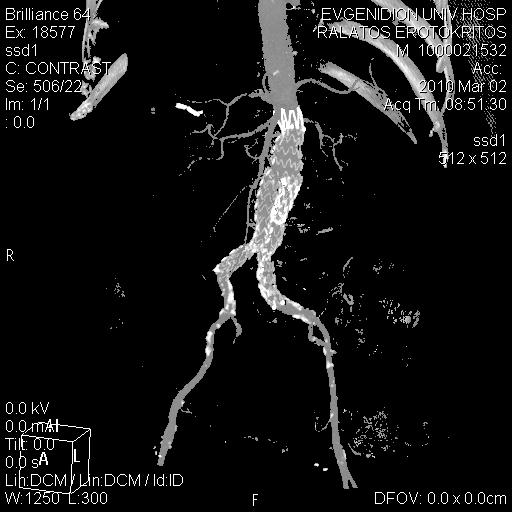 Brilliance 64
Ex: 18577
ssd1
C: CONTRAST
Se: 506/22
Im: 1/1
: 0.0
EVGENIDION UNIV HOSP
RALATOS EROTOKRITOS
M 1000021532
Acc:
2010 Mar 02
Acq Tm: 08:51:30
ssd1
512 x 512
R
0.0 kV
0.0 mA
Tilt: 0.0
0.0 s
A L
Lin:DCM / Lin:DCM / Id:ID
W:1250 L:300
F
DFOV: 0.0 x 0.0cm